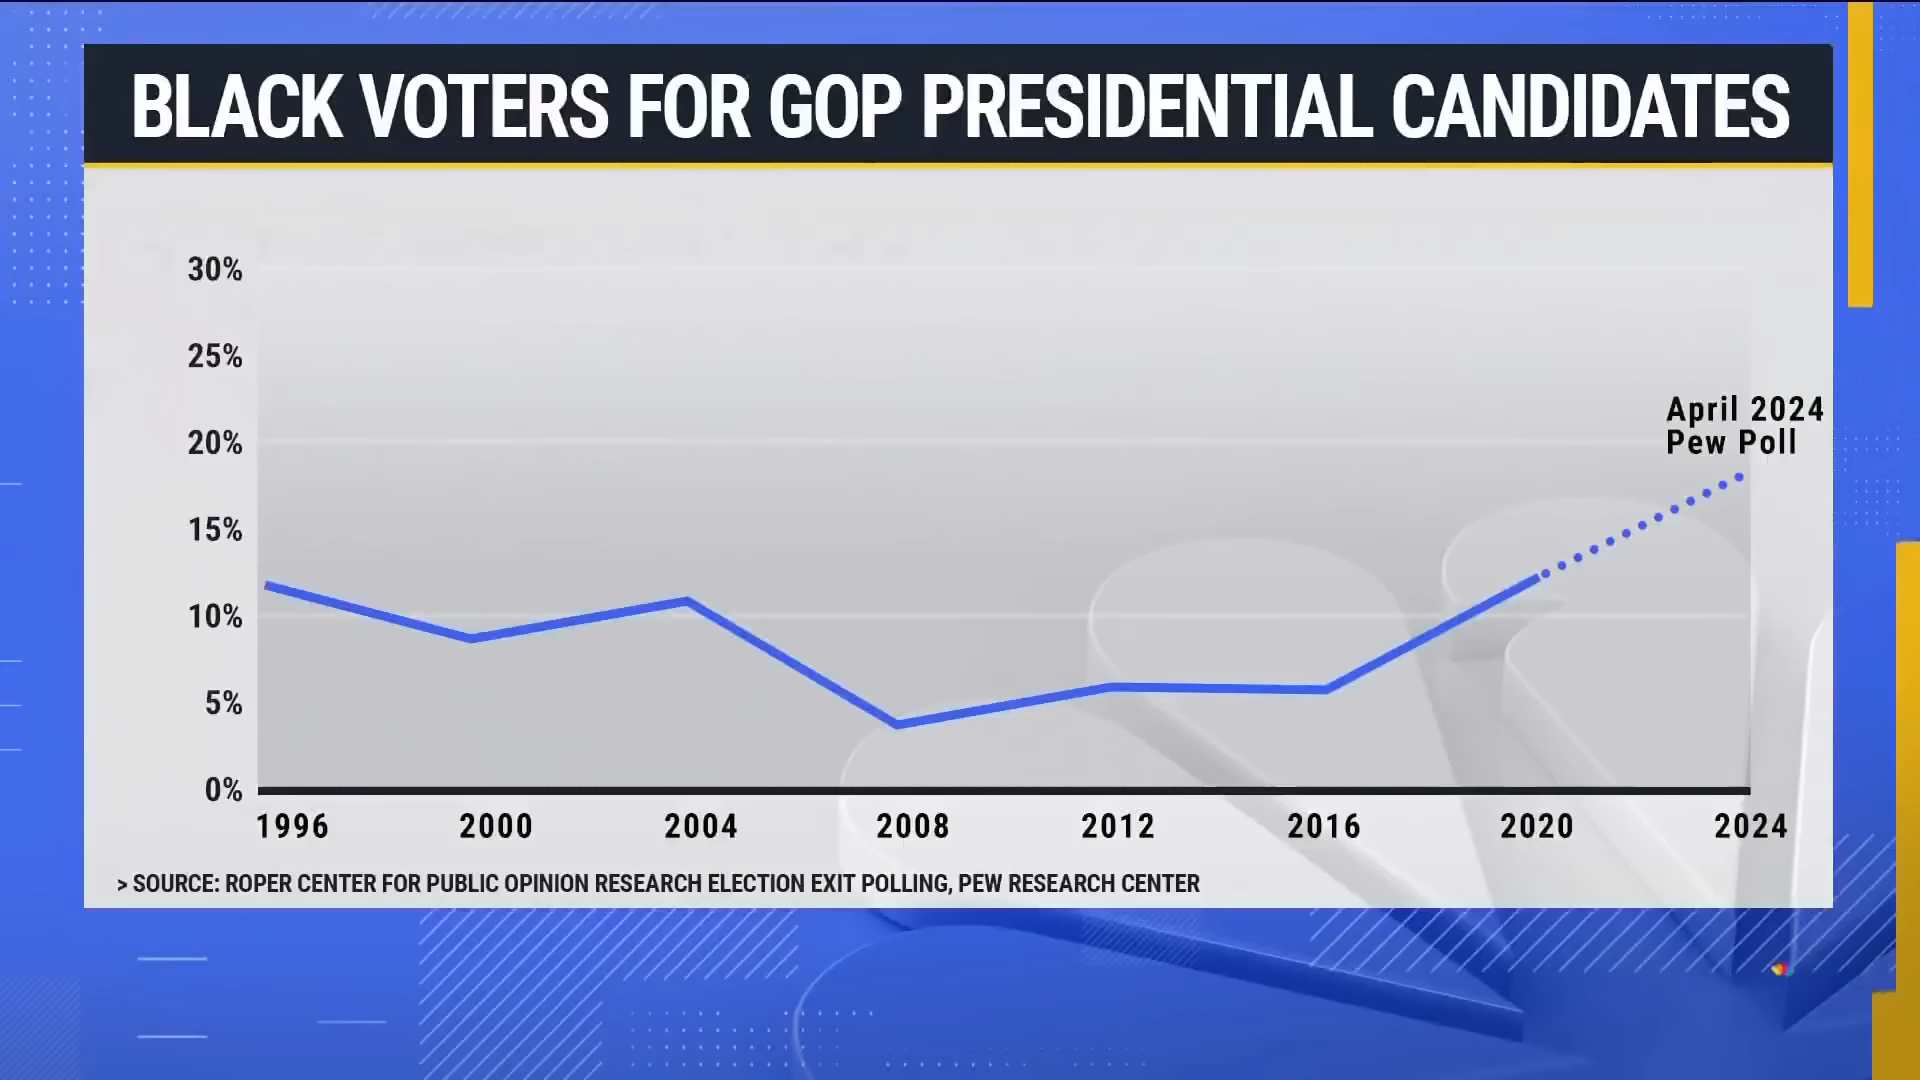 BLACK VOTERS FOR GOP PRESIDENTIAL CANDIDATES
30%
25%
20%
15%
10%
5%
0%
April 2024
Pew Poll
1996 2000 2004 2008 2012 2016 2020 2024
> SOURCE: ROPER CENTER FOR PUBLIC OPINION RESEARCH ELECTION EXIT POLLING, PEW RESEARCH CENTER